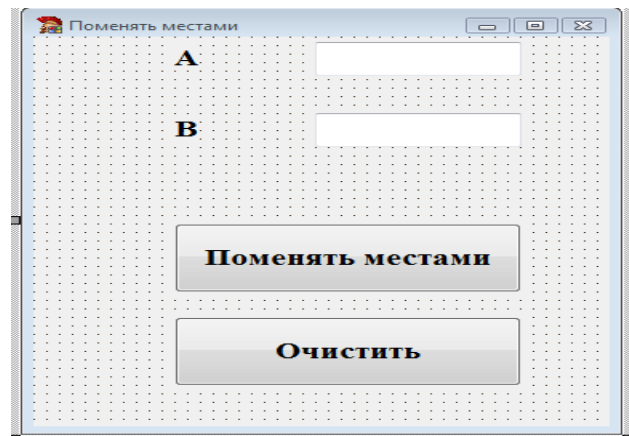 Поменять местами
A
B
Поменять местами
Очистить